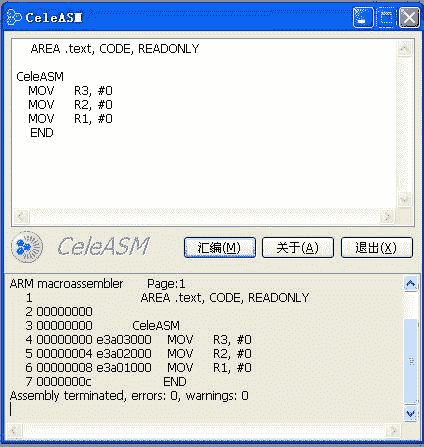 CeleASM
AREA .text, CODE, READONLY
CeleASM
MOV R3, #0
MOV R2, #0
MOV R1, #0
END
CeleASM
汇编(M)
关于(A)
退出(X)
ARM macroassembler Page:1
1 AREA .text, CODE, READONLY
2 00000000
3 00000000 CeleASM
4 00000000 e3a03000 MOV R3, #0
5 00000004 e3a02000 MOV R2, #0
6 00000008 e3a01000 MOV R1, #0
7 0000000c END
Assembly terminated, errors: 0, warnings: 0